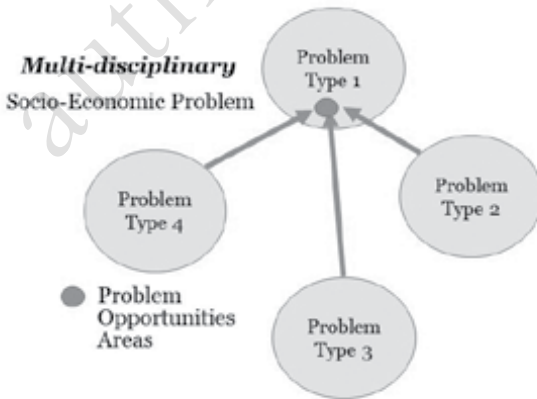 Multi-disciplinary
Socio-Economic Problem
Problem
Type 1
Problem
Type 4
Problem
Type 2
Problem
Opportunities
Areas
Problem
Type 3